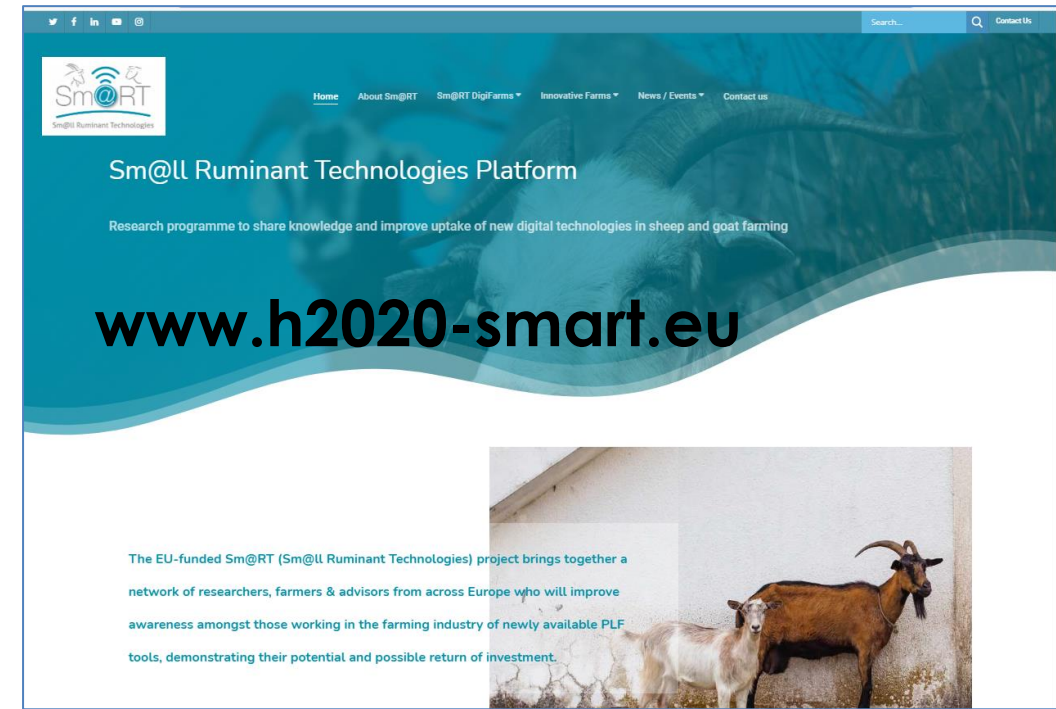 Search...
Contact Us
Sm@RT
Sm@ll Ruminant Technologies
Home About Sm@RT Sm@RT DigiFarms Innovative Farms News / Events Contact us
Sm@ll Ruminant Technologies Platform
Research programme to share knowledge and improve uptake of new digital technologies in sheep and goat farming
www.h2020-smart.eu
The EU-funded Sm@RT (Sm@ll Ruminant Technologies) project brings together a
network of researchers, farmers & advisors from across Europe who will improve
awareness amongst those working in the farming industry of newly available PLF
tools, demonstrating their potential and possible return of investment.